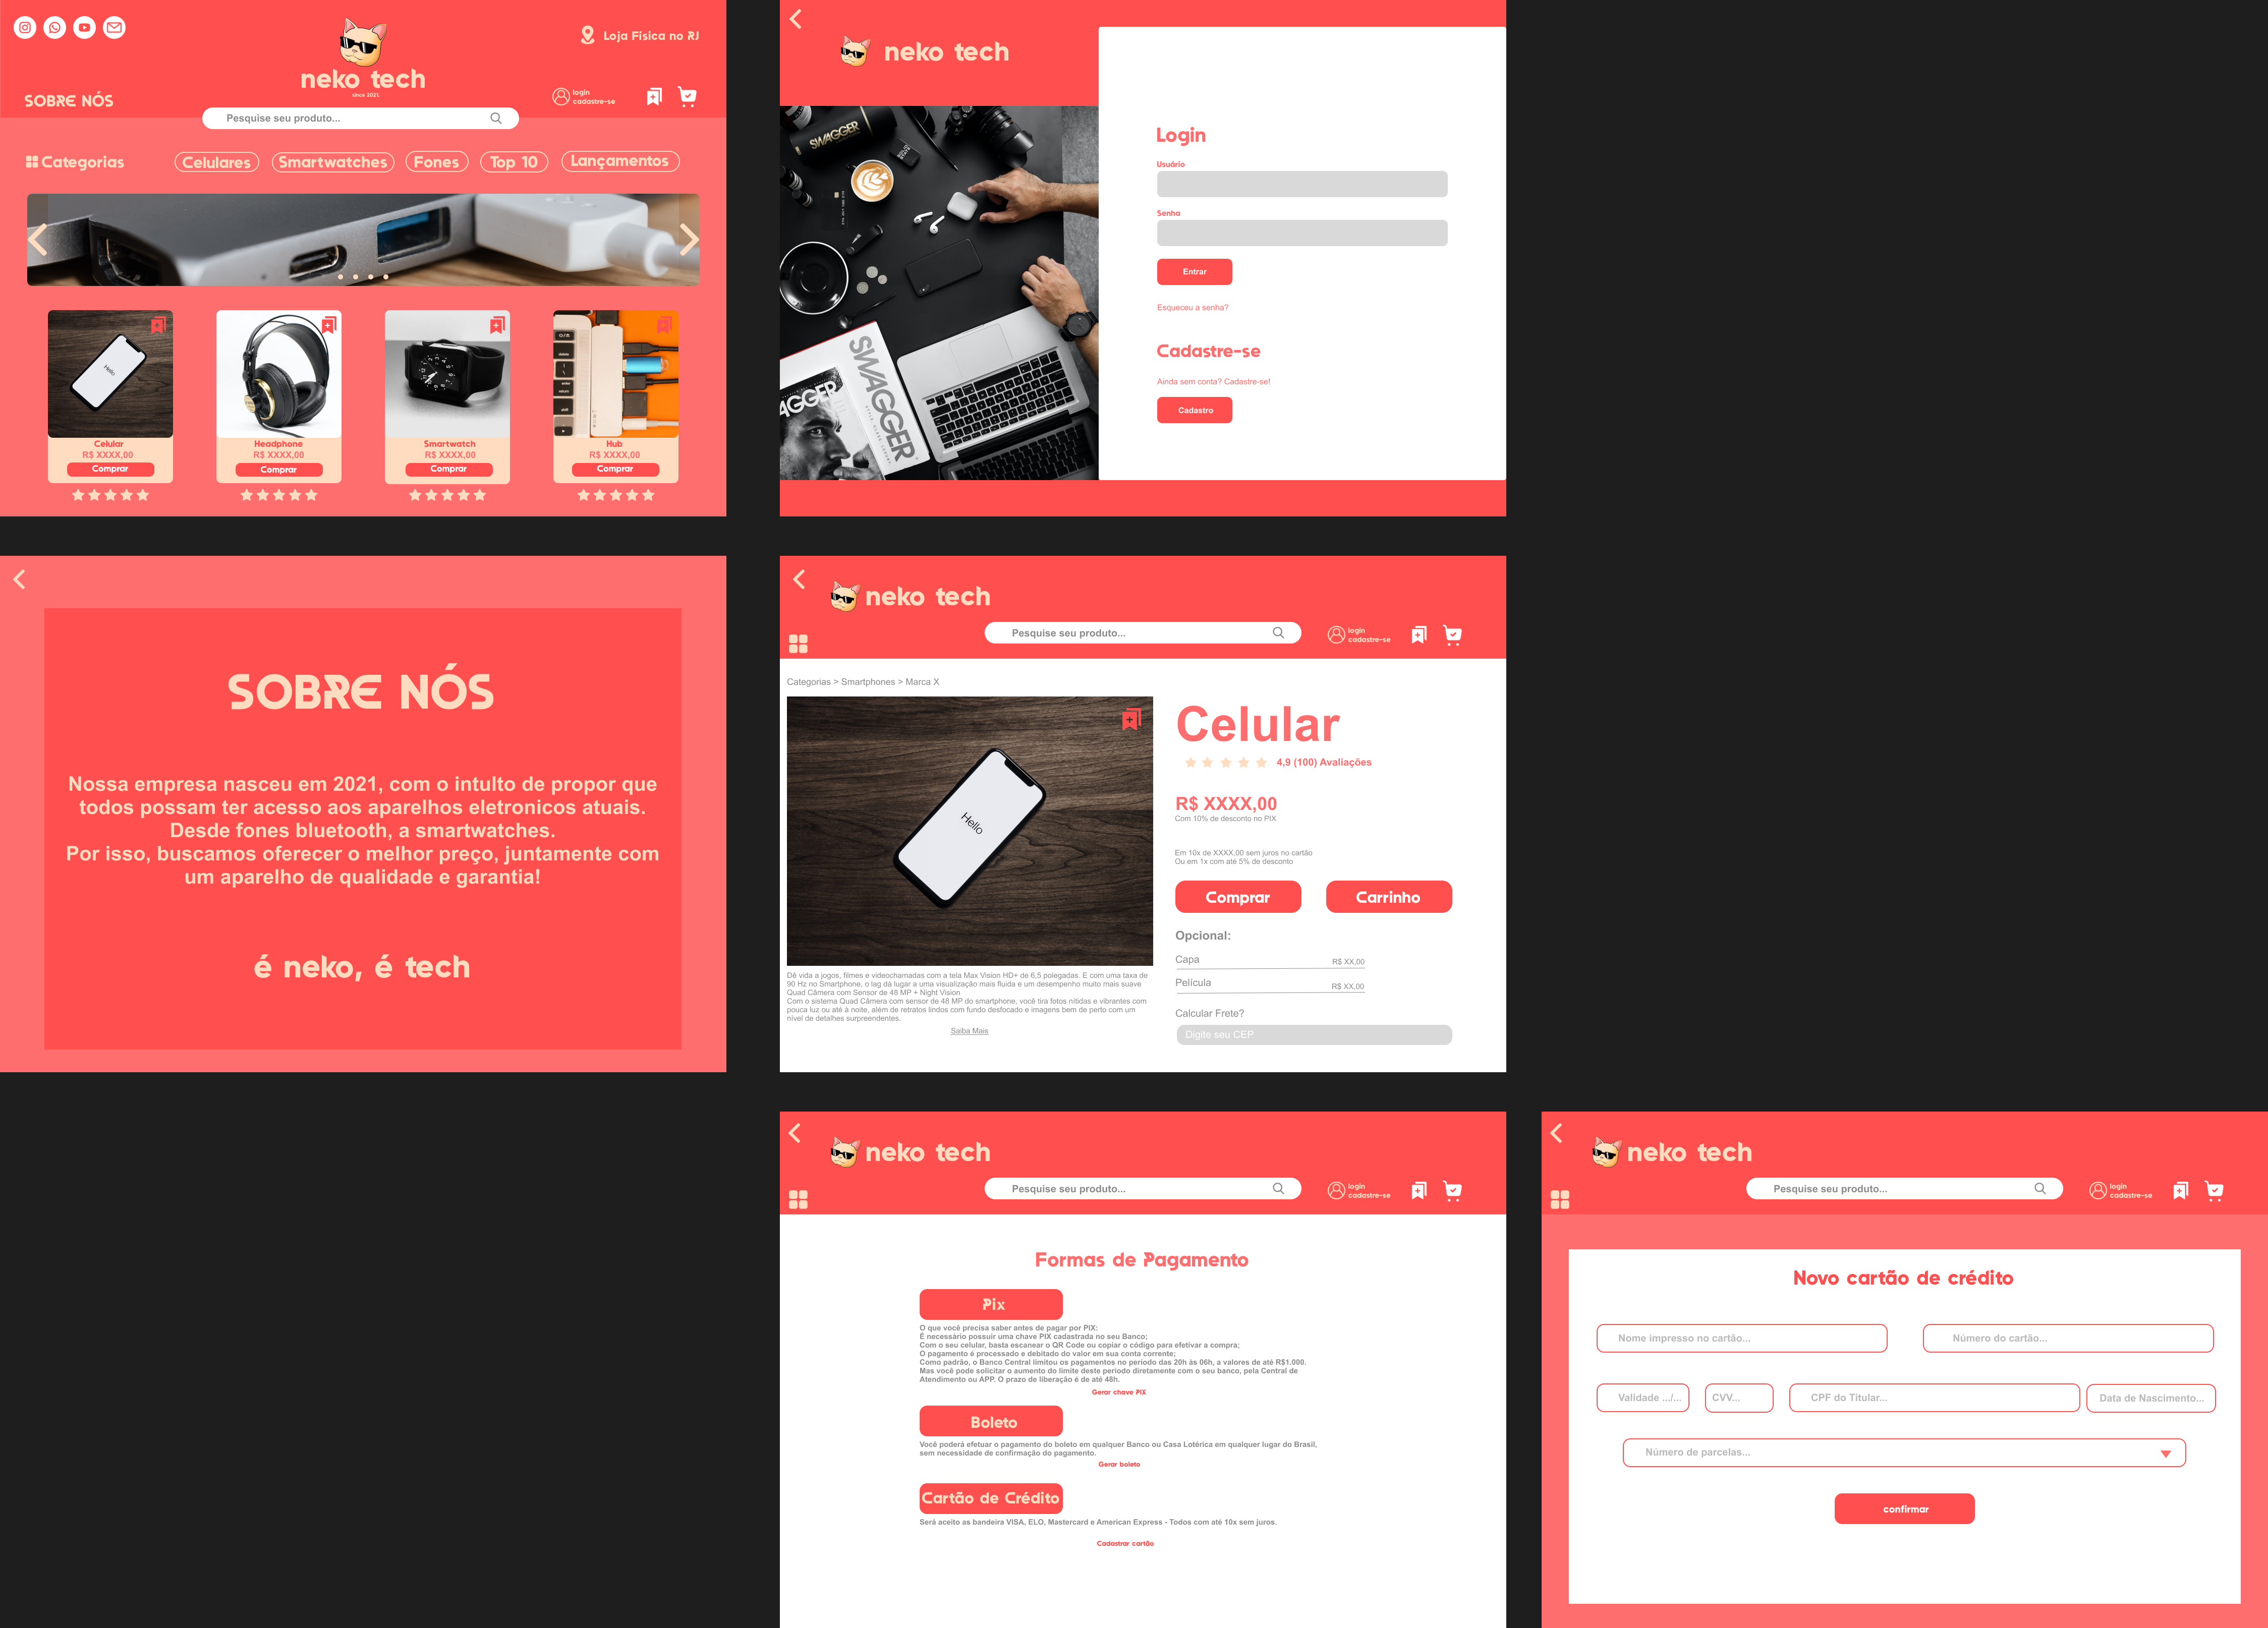 Loja Física no RJ
neko tech
since 2021.
SOBRE NÓS
login
cadastre-se
Pesquise seu produto...
Categorias
Celulares
Smartwatches
Fones
Top 10
Lançamentos
Hello
Celular
R$ XXXX,00
Comprar
Headphone
R$ XXXX,00
Comprar
Smartwatch
R$ XXXX,00
Comprar
Hub
R$ XXXX,00
Comprar
neko tech
SWAGGER
SWAGGER
Login
Usuário
Senha
Entrar
Esqueceu a senha?
Cadastre-se
Ainda sem conta? Cadastre-se!
Cadastro
SOBRE NÓS
Nossa empresa nasceu em 2021, com o intulto de propor que
todos possam ter acesso aos aparelhos eletronicos atuais.
Desde fones bluetooth, a smartwatches.
Por isso, buscamos oferecer o melhor preço, juntamente com
um aparelho de qualidade e garantia!
é neko, é tech
neko tech
Pesquise seu produto...
login
cadastre-se
Categorias > Smartphones > Marca X
Hello
Dê vida a jogos, filmes e videochamadas com a tela Max Vision HD+ de 6,5 polegadas. E com uma taxa de
90 Hz no Smartphone, o lag dá lugar a uma visualização mais fluida e um desempenho muito mais suave
Quad Câmera com Sensor de 48 MP + Night Vision
Com o sistema Quad Câmera com sensor de 48 MP do smartphone, você tira fotos nítidas e vibrantes com
pouca luz ou até à noite, além de retratos lindos com fundo desfocado e imagens bem de perto com um
nível de detalhes surpreendentes.
Saiba Mais
Celular
4,9 (100) Avaliações
R$ XXXX,00
Com 10% de desconto no PIX
Em 10x de XXXX,00 sem juros no cartão
Ou em 1x com até 5% de desconto
Comprar
Carrinho
Opcional:
Capa
R$ XX,00
Película
R$ XX,00
Calcular Frete?
Digite seu CEP
neko tech
Pesquise seu produto...
login
cadastre-se
Formas de Pagamento
Pix
O que você precisa saber antes de pagar por PIX:
É necessário possuir uma chave PIX cadastrada no seu Banco;
Com o seu celular, basta escanear o QR Code ou copiar o código para efetivar a compra;
O pagamento é processado e debitado do valor em sua conta corrente;
Como padrão, o Banco Central limitou os pagamentos no período das 20h às 06h, a valores de até R$1.000.
Mas você pode solicitar o aumento do limite deste período diretamente com o seu banco, pela Central de
Atendimento ou APP. O prazo de liberação é de até 48h.
Gerar chave PIX
Boleto
Você poderá efetuar o pagamento do boleto em qualquer Banco ou Casa Lotérica em qualquer lugar do Brasil,
sem necessidade de confirmação do pagamento.
Gerar boleto
Cartão de Crédito
Será aceito as bandeira VISA, ELO, Mastercard e American Express - Todos com até 10x sem juros.
Cadastrar cartão
neko tech
Pesquise seu produto...
login
cadastre-se
Novo cartão de crédito
Nome impresso no cartão...
Número do cartão...
Validade .../...
CVV...
CPF do Titular...
Data de Nascimento...
Número de parcelas...
confirmar